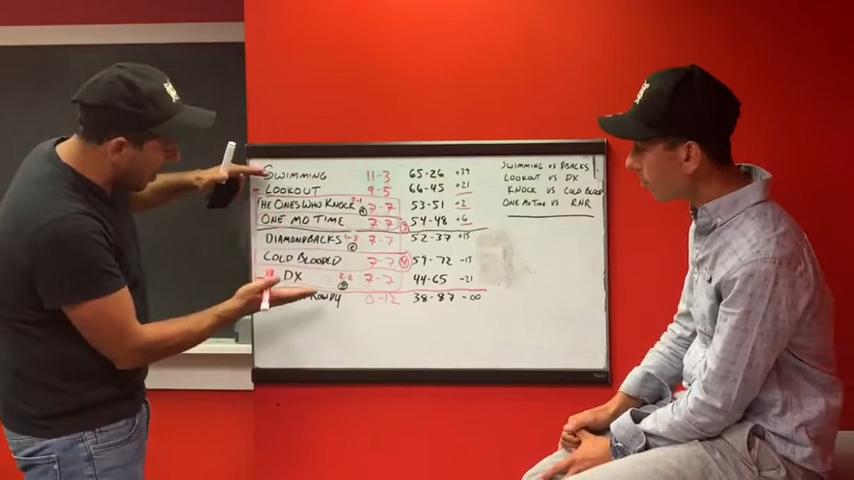 SWIMMING 11-3 65-26 +39
LOOKOUT 9-5 66-45 +21
THE ONES WHO KNOCK 7-7 53-51 +2
ONE MO TIME 7-7 54-48 +6
DIAMONDBACKS 7-7 52-37 +15
COLD BLOODED 7-7 59-72 -13
DX 2-2 7-7 44-65 -21
ROWDY 0-12 38-87 -∞
SWIMMING VS DBACKS
LOOKOUT VS DX
KNOCK VS COLD BLOOD
ONE MO TIME VS RNR